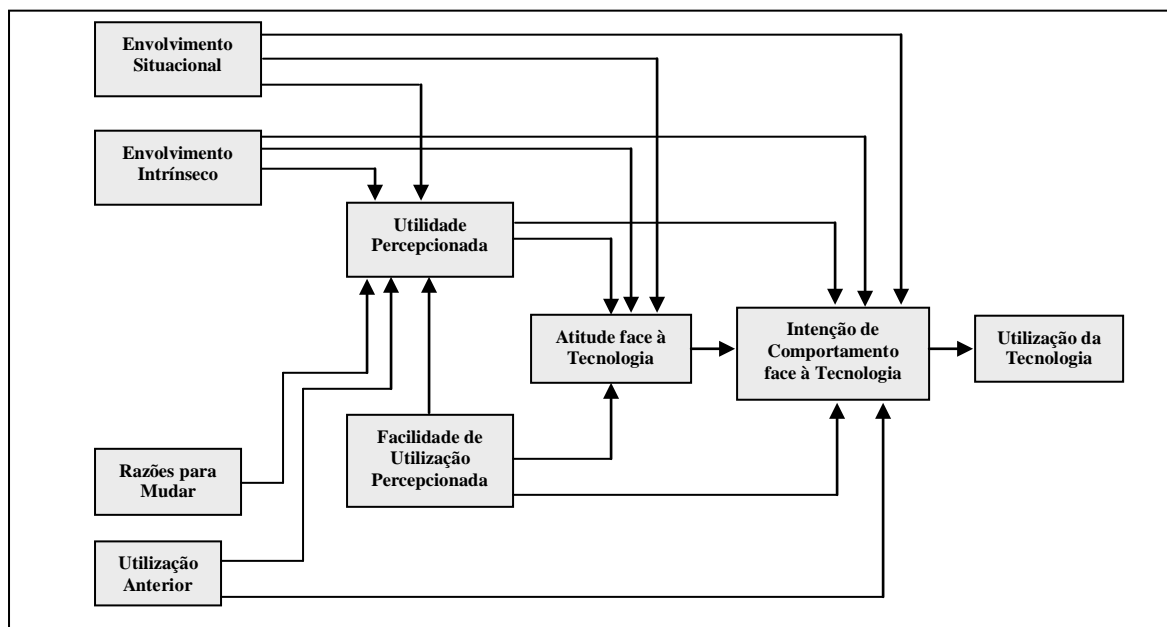 Envolvimento
Situacional
Envolvimento
Intrínseco
Utilidade
Percepcionada
Atitude face à
Tecnologia
Intenção de
Comportamento
face à Tecnologia
Utilização da
Tecnologia
Facilidade de
Utilização
Percepcionada
Razões para
Mudar
Utilização
Anterior